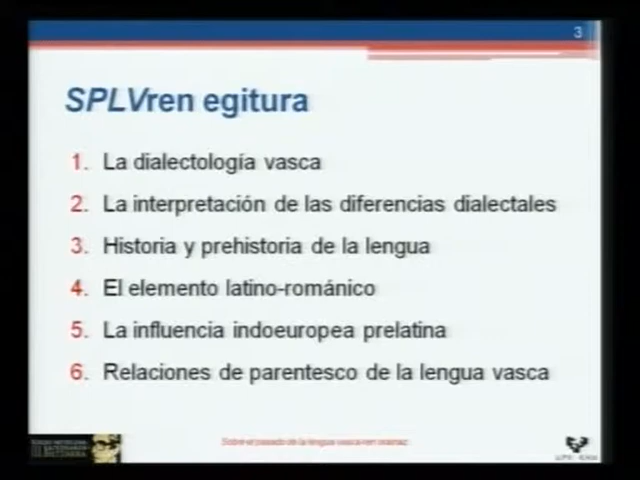 3
SPLVren egitura
1. La dialectología vasca
2. La interpretación de las diferencias dialectales
3. Historia y prehistoria de la lengua
4. El elemento latino-románico
5. La influencia indoeuropea prelatina
6. Relaciones de parentesco de la lengua vasca
Sobre el pasado de la lengua vasca-ren